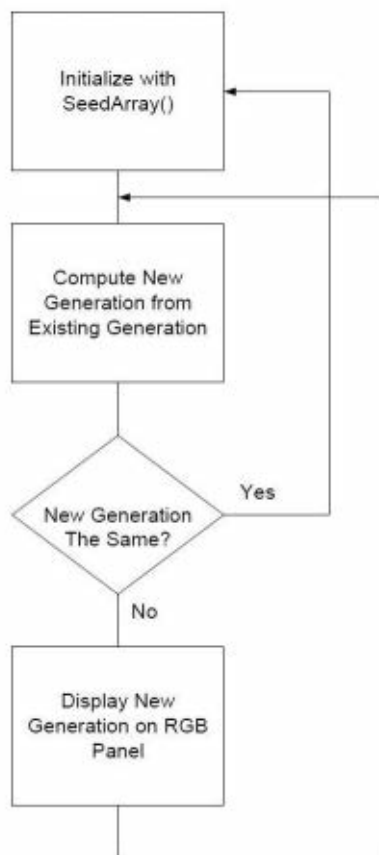 Initialize with
SeedArray()
Compute New
Generation from
Existing Generation
New Generation
The Same?
Yes
No
Display New
Generation on RGB
Panel